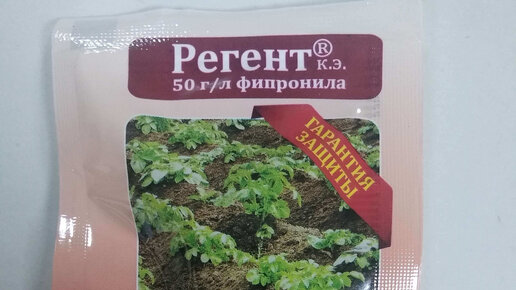 Регент®
к.э.
50 г/л фипронила
ГАРАНТИЯ
ЗАЩИТЫ